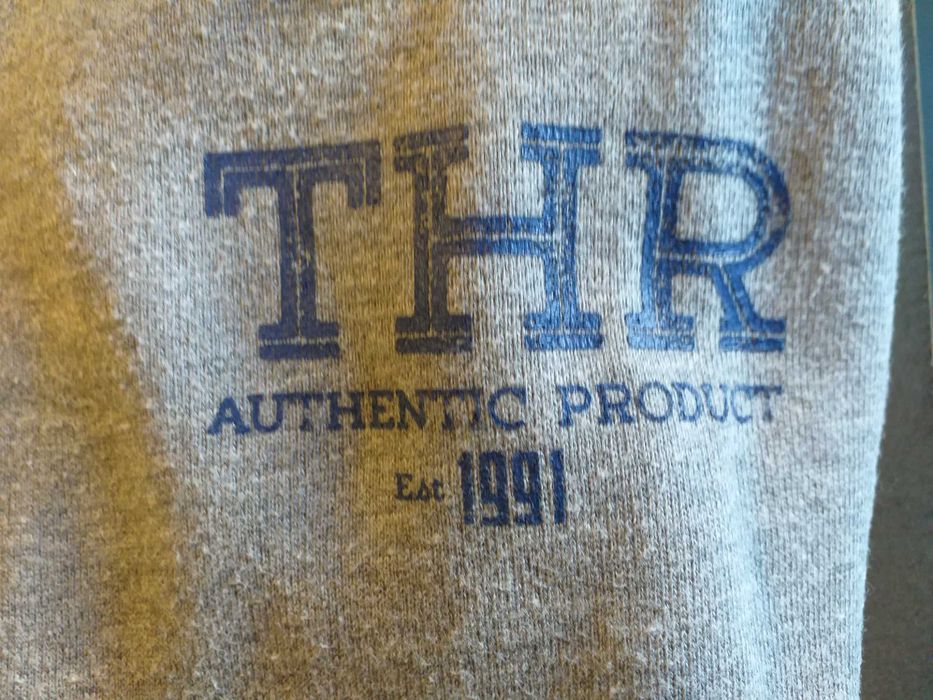 THR
AUTHENTIC PRODUCT
Est 1991